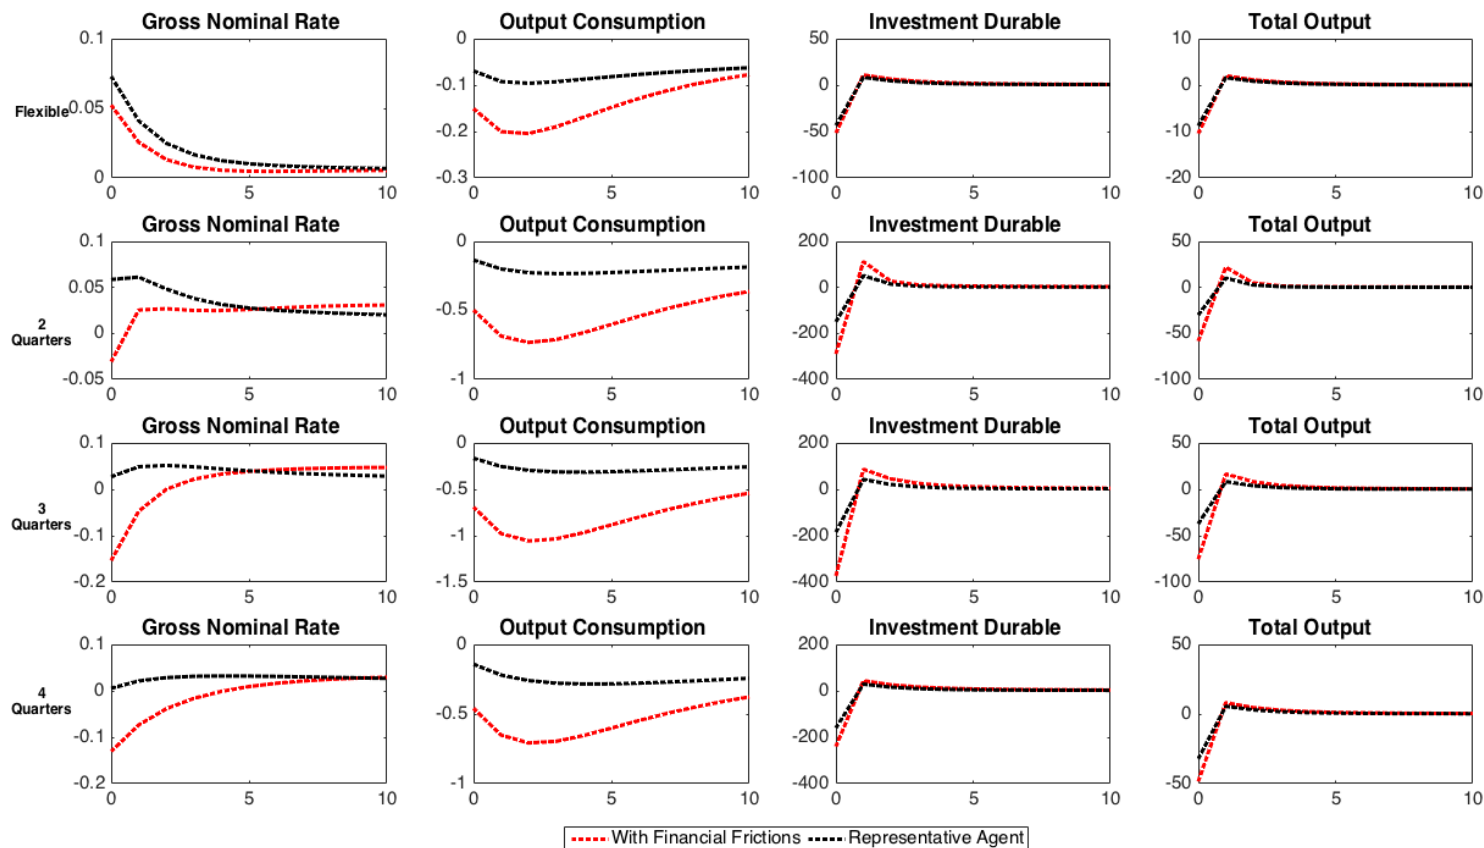 Gross Nominal Rate Output Consumption Investment Durable Total Output
0.1 0 50 10
Flexible 0.05 -0.1 0 0
-0.2 -50 -10
0 -0.3 -100 -20
0 5 10 0 5 10 0 5 10 0 5 10
Gross Nominal Rate Output Consumption Investment Durable Total Output
0.1 0 200 50
0.05 0 0
2 Quarters 0 -0.5 -200 -50
-0.05 -1 -400 -100
0 5 10 0 5 10 0 5 10 0 5 10
Gross Nominal Rate Output Consumption Investment Durable Total Output
0.1 0 200 50
0 -0.5 0 0
3 Quarters -0.1 -1 -200 -50
-0.2 -1.5 -400 -100
0 5 10 0 5 10 0 5 10 0 5 10
Gross Nominal Rate Output Consumption Investment Durable Total Output
0.1 0 200 50
4 Quarters 0 -0.5 0 0
-0.1 -200
-0.2 -1 -400 -50
0 5 10 0 5 10 0 5 10 0 5 10
With Financial Frictions Representative Agent